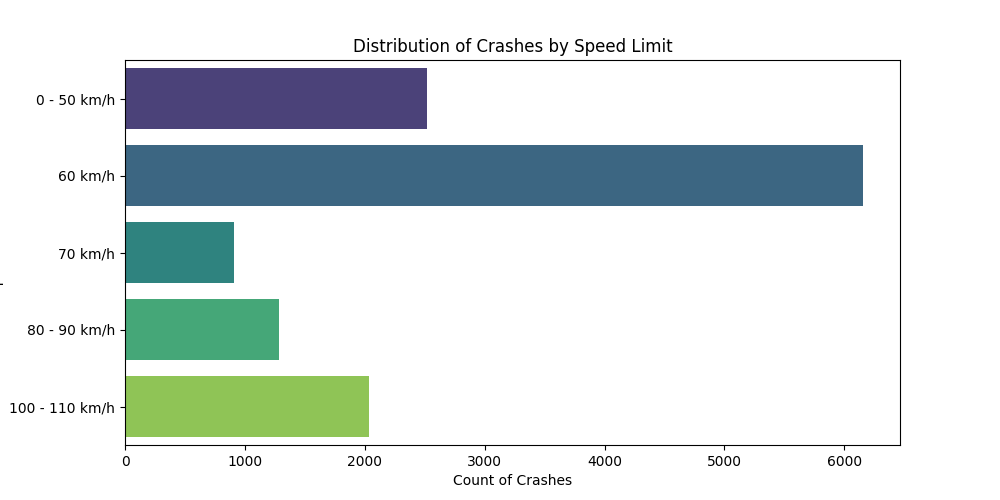 Distribution of Crashes by Speed Limit
0 - 50 km/h
60 km/h
70 km/h
80 - 90 km/h
100 - 110 km/h
0 1000 2000 3000 4000 5000 6000
Count of Crashes